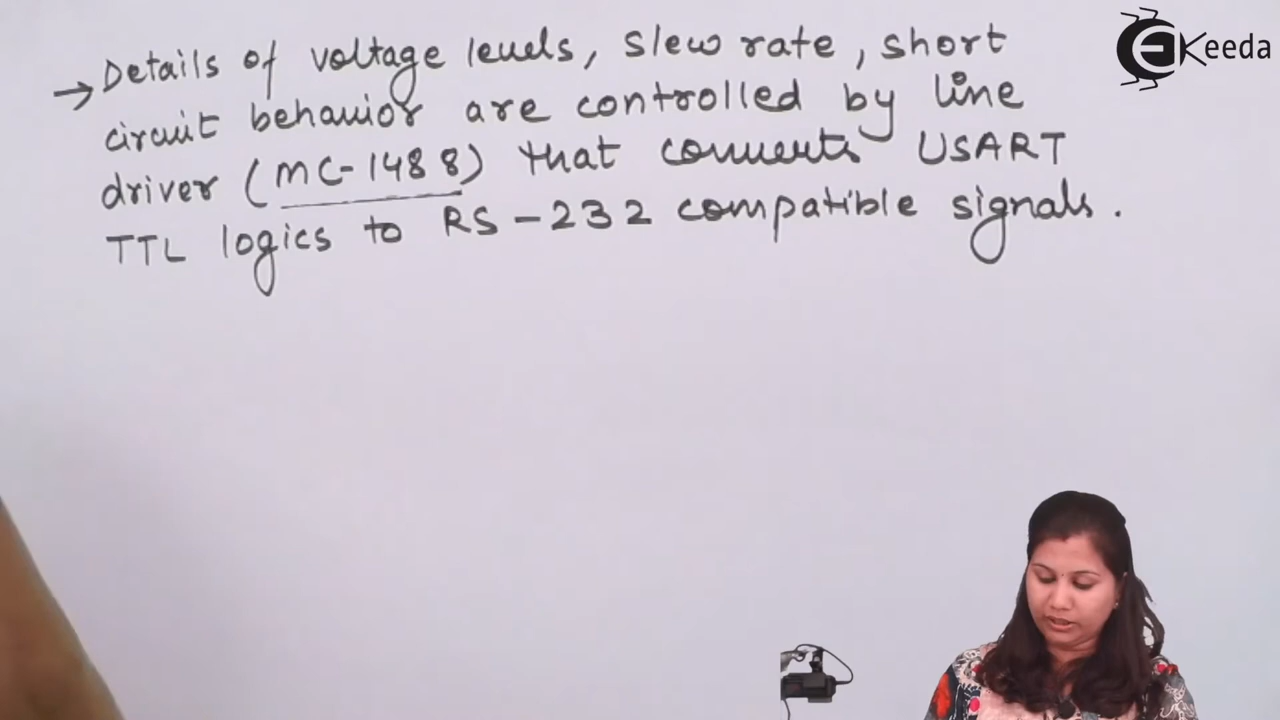 EKeeda
→ Details of voltage levels, slew rate, short
circuit behavior are controlled by line
driver (MC-1488) that converts USART
TTL logics to RS-232 compatible signals.